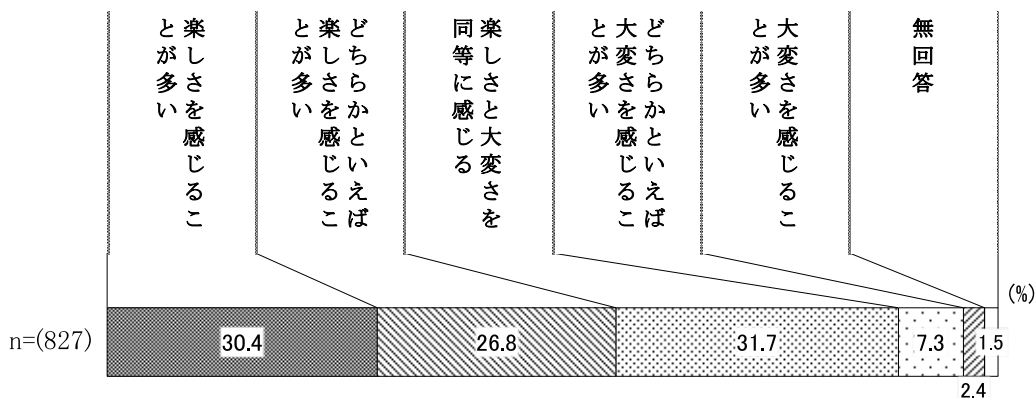 楽しさを感じるこ
とが多い
どちらかといえば
楽しさを感じるこ
とが多い
楽しさと大変さを
同等に感じる
どちらかといえば
大変さを感じるこ
とが多い
大変さを感じるこ
とが多い
無回答
(%)
n=(827)
30.4
26.8
31.7
7.3
1.5
2.4